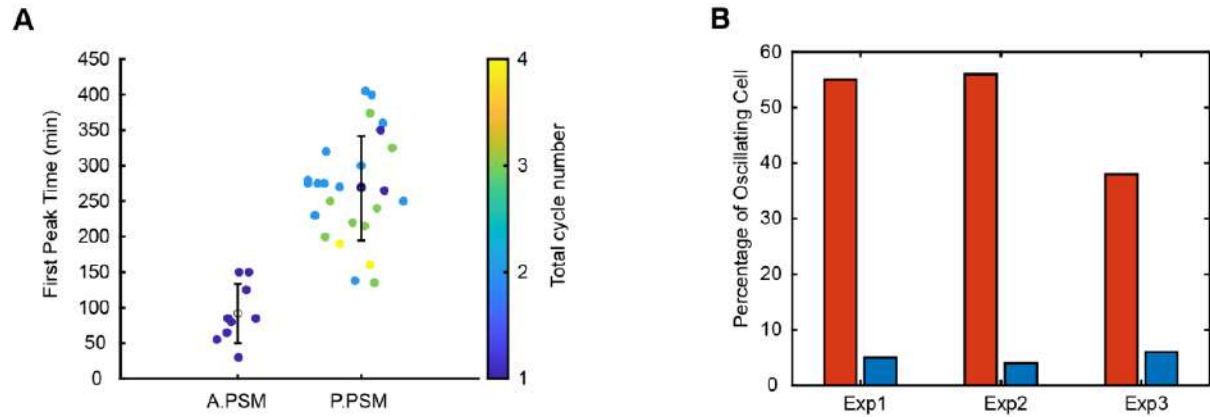 A
First Peak Time (min)
450
400
350
300
250
200
150
100
50
0
A.PSM
P.PSM
4
3
2
1
Total cycle number
B
Percentage of Oscillating Cell
60
50
40
30
20
10
0
Exp1
Exp2
Exp3